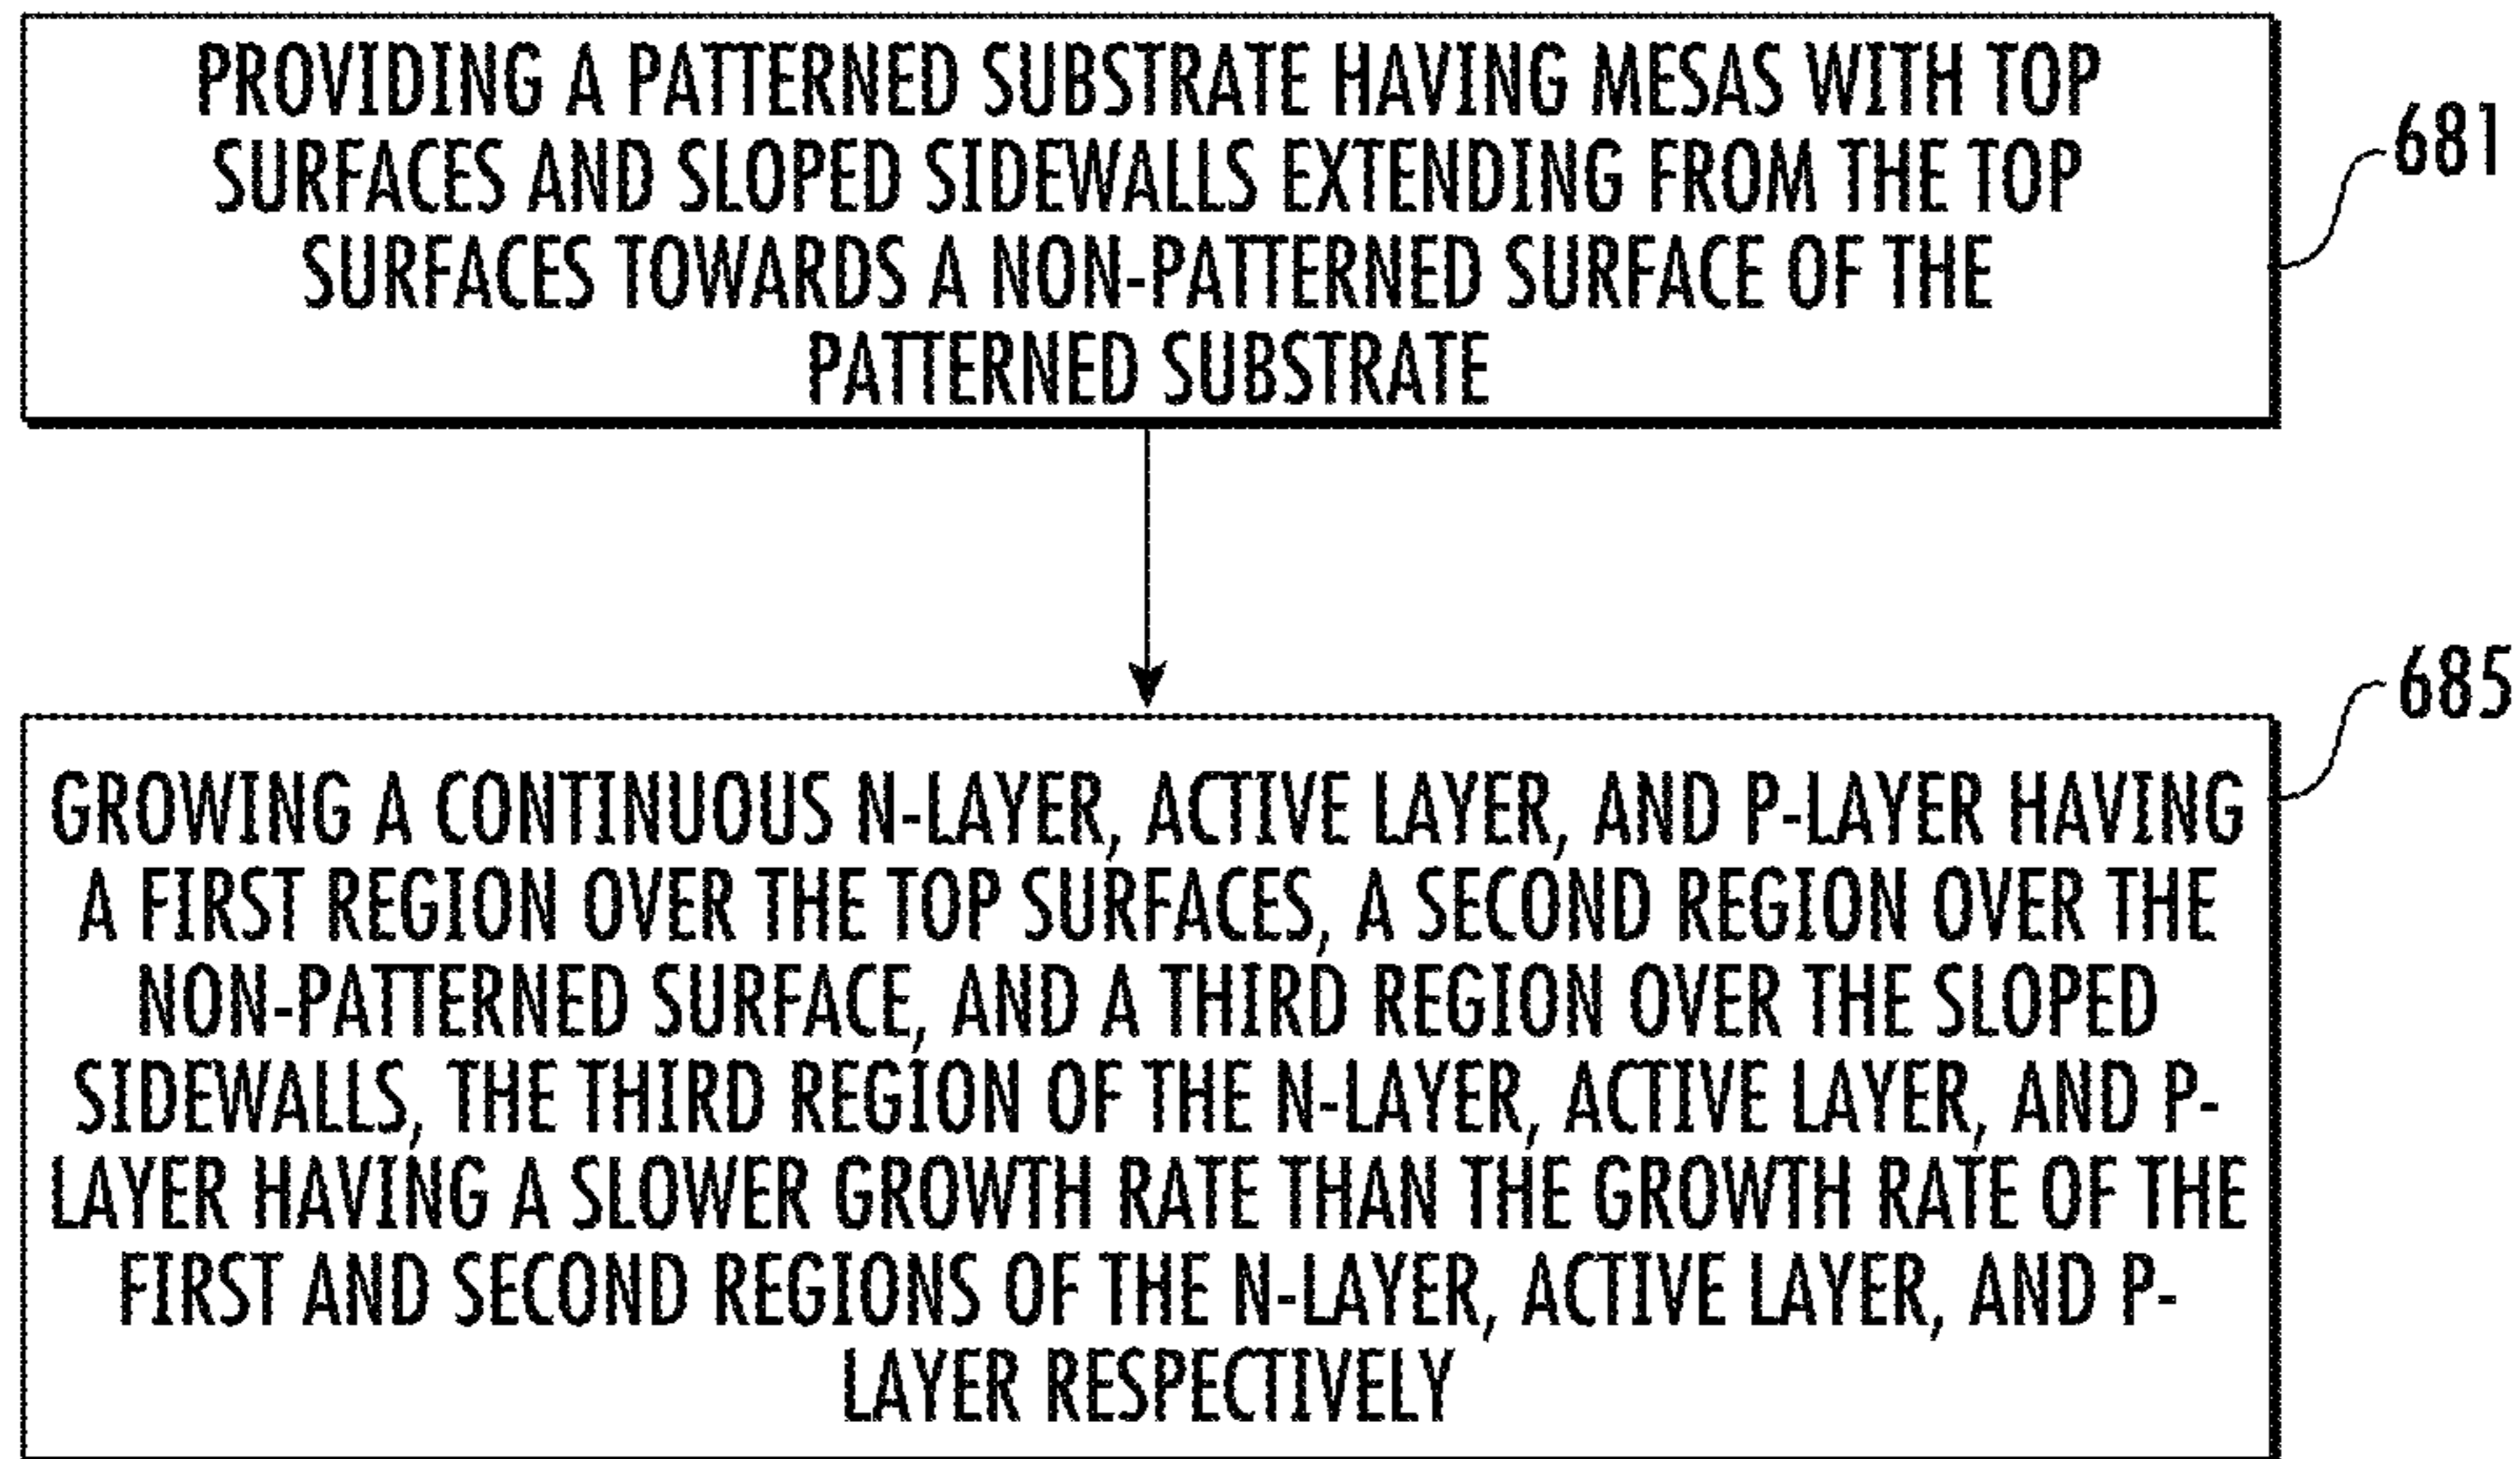 PROVIDING A PATTERNED SUBSTRATE HAVING MESAS WITH TOP
SURFACES AND SLOPED SIDEWALLS EXTENDING FROM THE TOP
SURFACES TOWARDS A NON-PATTERNED SURFACE OF THE
PATTERNED SUBSTRATE
681
685
GROWING A CONTINUOUS N-LAYER, ACTIVE LAYER, AND P-LAYER HAVING
A FIRST REGION OVER THE TOP SURFACES, A SECOND REGION OVER THE
NON-PATTERNED SURFACE, AND A THIRD REGION OVER THE SLOPED
SIDEWALLS, THE THIRD REGION OF THE N-LAYER, ACTIVE LAYER, AND P-
LAYER HAVING A SLOWER GROWTH RATE THAN THE GROWTH RATE OF THE
FIRST AND SECOND REGIONS OF THE N-LAYER, ACTIVE LAYER, AND P-
LAYER RESPECTIVELY